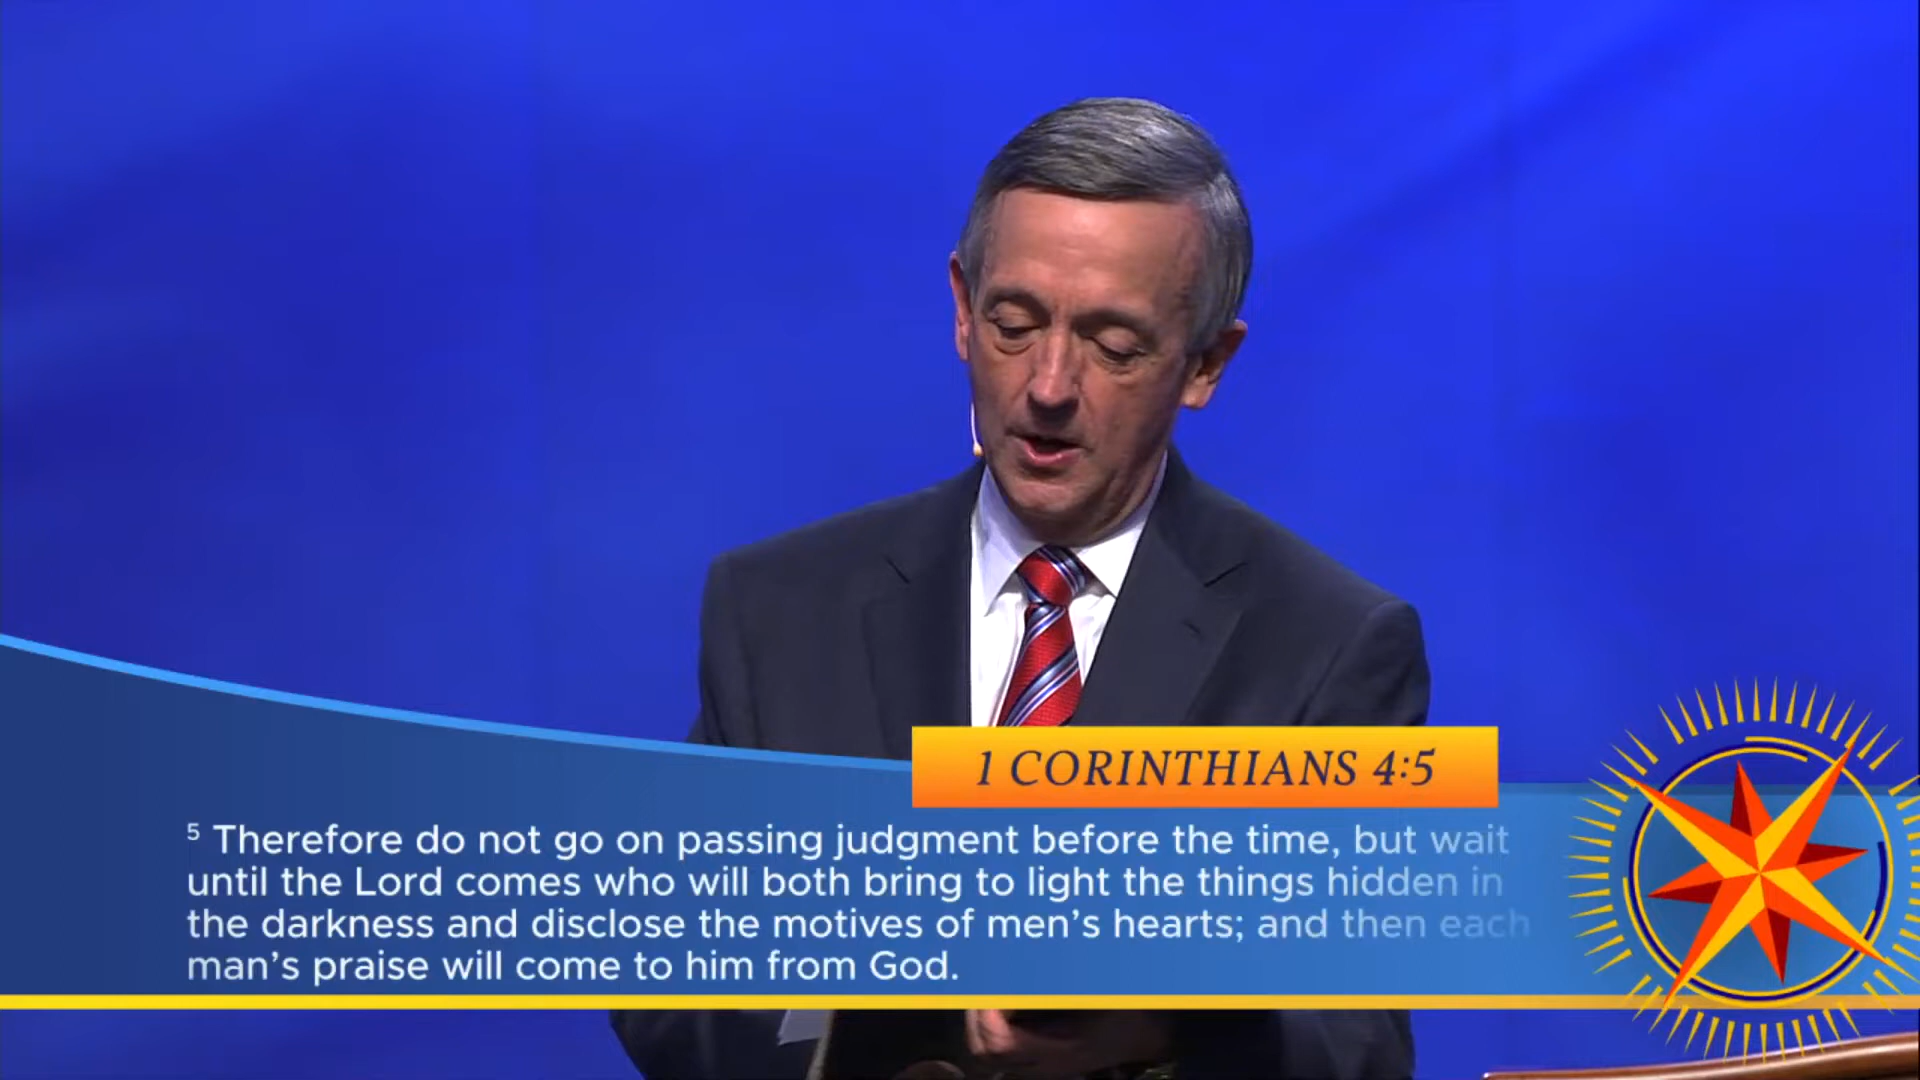 1 CORINTHIANS 4:5
⁵ Therefore do not go on passing judgment before the time, but wait
until the Lord comes who will both bring to light the things hidden in
the darkness and disclose the motives of men's hearts; and then each
man's praise will come to him from God.